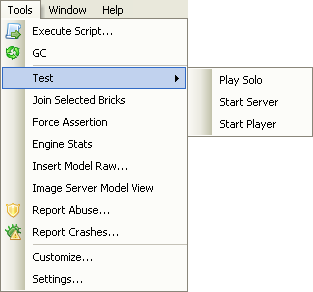 Tools Window Help
Execute Script...
GC
Test
Play Solo
Join Selected Bricks
Start Server
Force Assertion
Start Player
Engine Stats
Insert Model Raw...
Image Server Model View
Report Abuse...
Report Crashes...
Customize...
Settings...